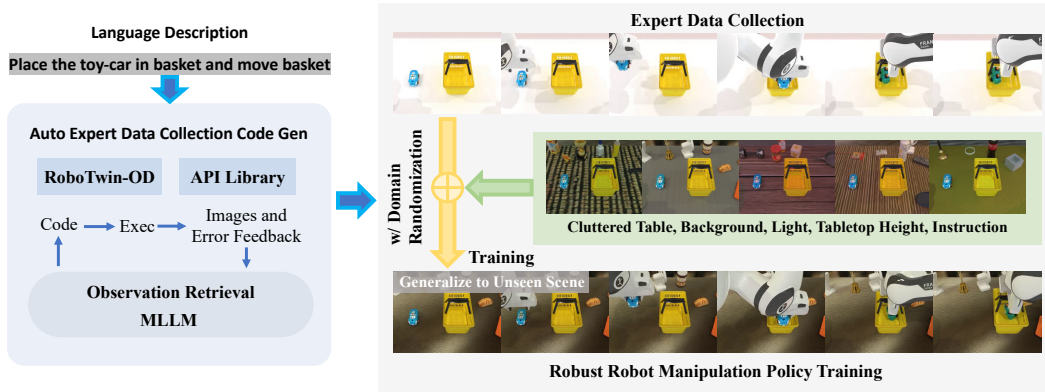 Language Description
Place the toy-car in basket and move basket
Auto Expert Data Collection Code Gen
RoboTwin-OD
API Library
Code
Exec
Images and
Error Feedback
Observation Retrieval
MLLM
Expert Data Collection
w/ Domain
Randomization
Cluttered Table, Background, Light, Tabletop Height, Instruction
Training
Generalize to Unseen Scene
Robust Robot Manipulation Policy Training